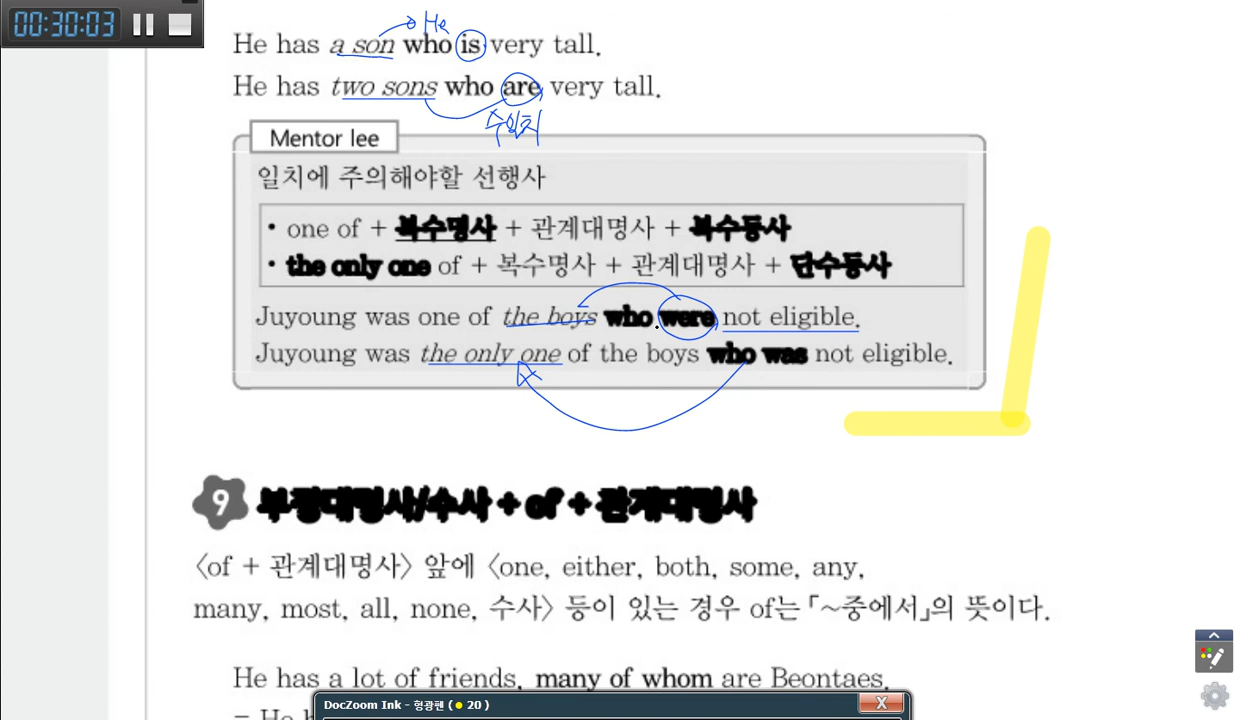 00:30:03
He
He has a son who is very tall.
He has two sons who are very tall.
수일치
Mentor lee
일치에 주의해야할 선행사
• one of + 복수명사 + 관계대명사 + 복수동사
• the only one of + 복수명사 + 관계대명사 + 단수동사
Juyoung was one of the boys who were not eligible.
Juyoung was the only one of the boys who was not eligible.
9 부정대명사/수사 + of + 관계대명사
〈of + 관계대명사〉 앞에 〈one, either, both, some, any,
many, most, all, none, 수사〉 등이 있는 경우 of는 「~중에서」의 뜻이다.
He has a lot of friends, many of whom are Beontaes.
= He h
DocZoom Ink - 형광펜 ( 20 )